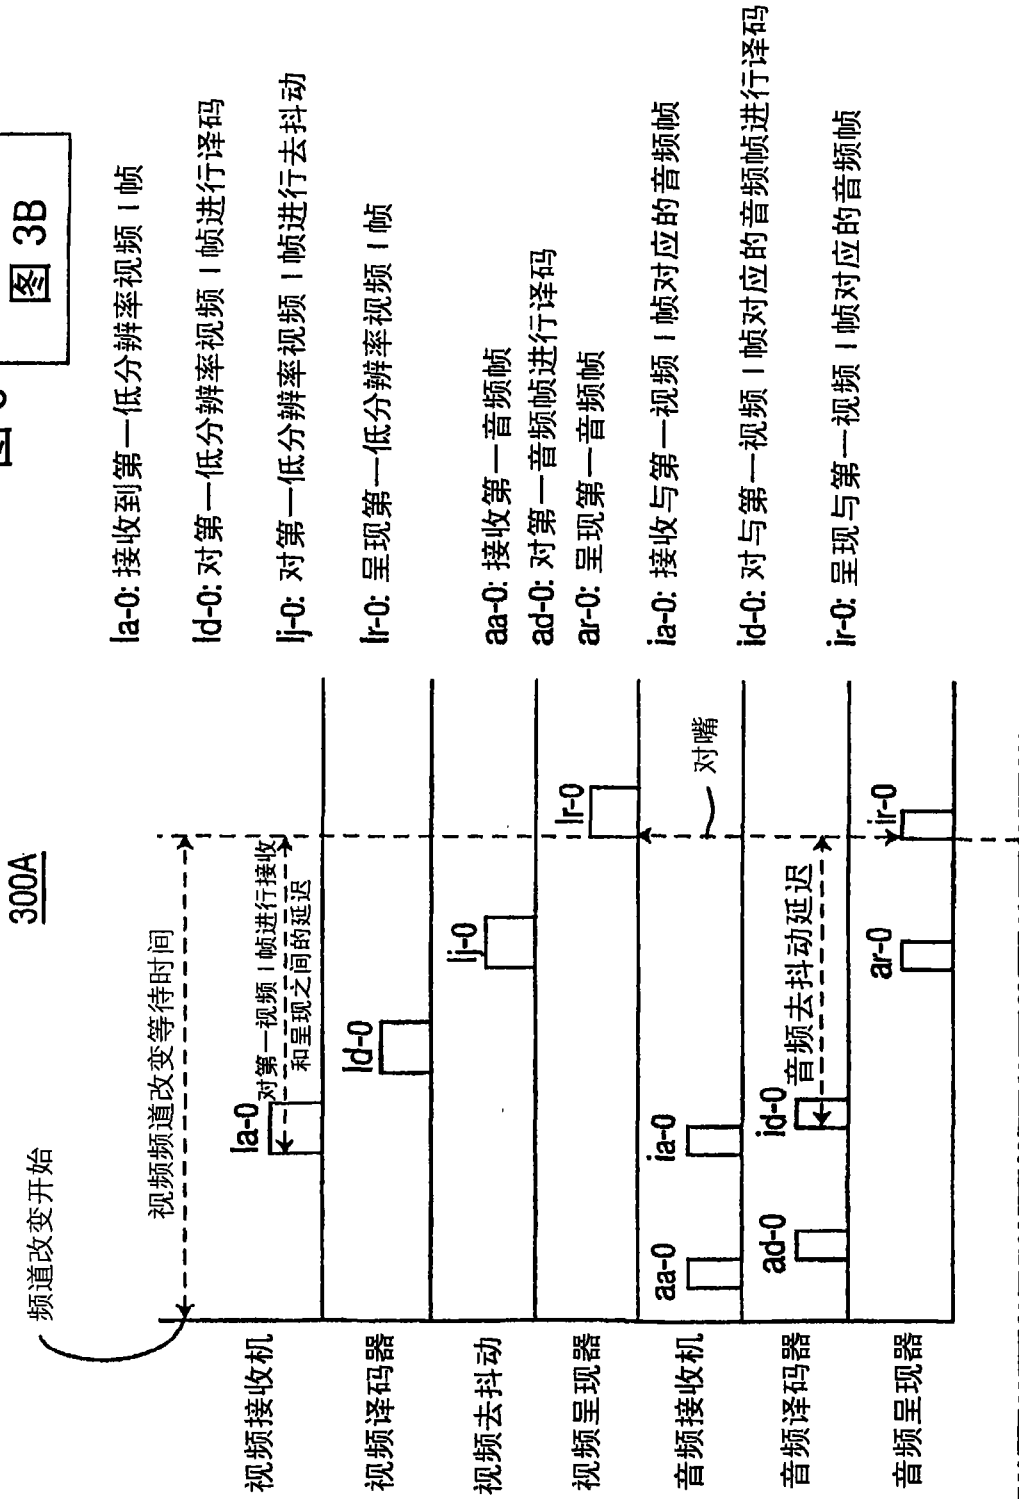 图 3B
300A
频道改变开始
视频频道改变等待时间
对第一视频 I 帧进行接收
和呈现之间的延迟
视频接收机
la-0
视频译码器
ld-0
视频去抖动
lj-0
视频呈现器
lr-0
对嘴
音频接收机
aa-0
ia-0
音频译码器
ad-0
id-0
音频去抖动延迟
音频呈现器
ar-0
ir-0
la-0: 接收到第一低分辨率视频 I 帧
ld-0: 对第一低分辨率视频 I 帧进行译码
lj-0: 对第一低分辨率视频 I 帧进行去抖动
lr-0: 呈现第一低分辨率视频 I 帧
aa-0: 接收第一音频帧
ad-0: 对第一音频帧进行译码
ar-0: 呈现第一音频帧
ia-0: 接收与第一视频 I 帧对应的音频帧
id-0: 对与第一视频 I 帧对应的音频帧进行译码
ir-0: 呈现与第一视频 I 帧对应的音频帧